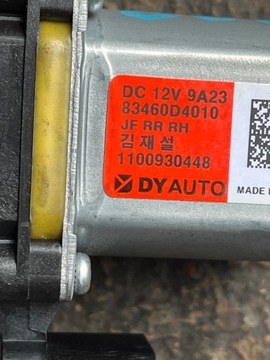 DC 12V 9A23
83460D4010
JF RR RH
김재설
1100930448
DYAUTO
MADE